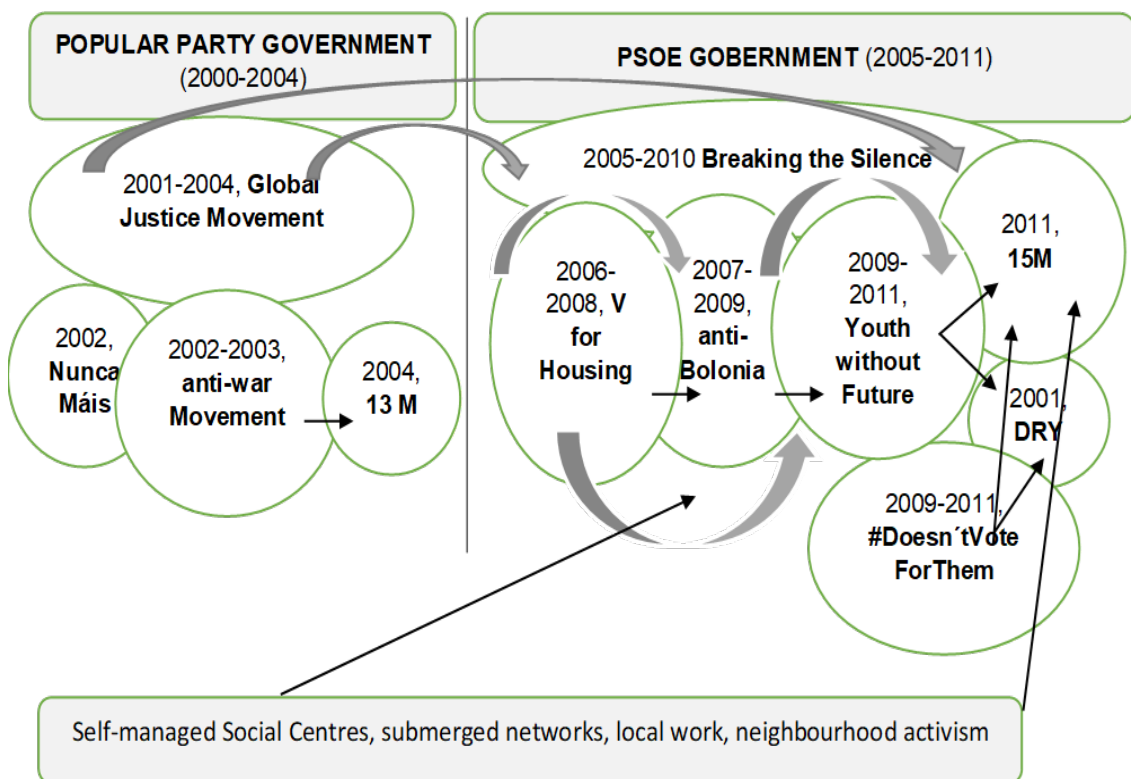 POPULAR PARTY GOVERNMENT
(2000-2004)
PSOE GOBERNMENT (2005-2011)
2001-2004, Global
Justice Movement
2002,
Nunca
Máis
2002-2003,
anti-war
Movement
2004,
13 M
2005-2010 Breaking the Silence
2006-
2008, V
for
Housing
2007-
2009,
anti-
Bolonia
2009-
2011,
Youth
without
Future
2011,
15M
2001,
DRY
2009-2011,
#Doesn´tVote
ForThem
Self-managed Social Centres, submerged networks, local work, neighbourhood activism